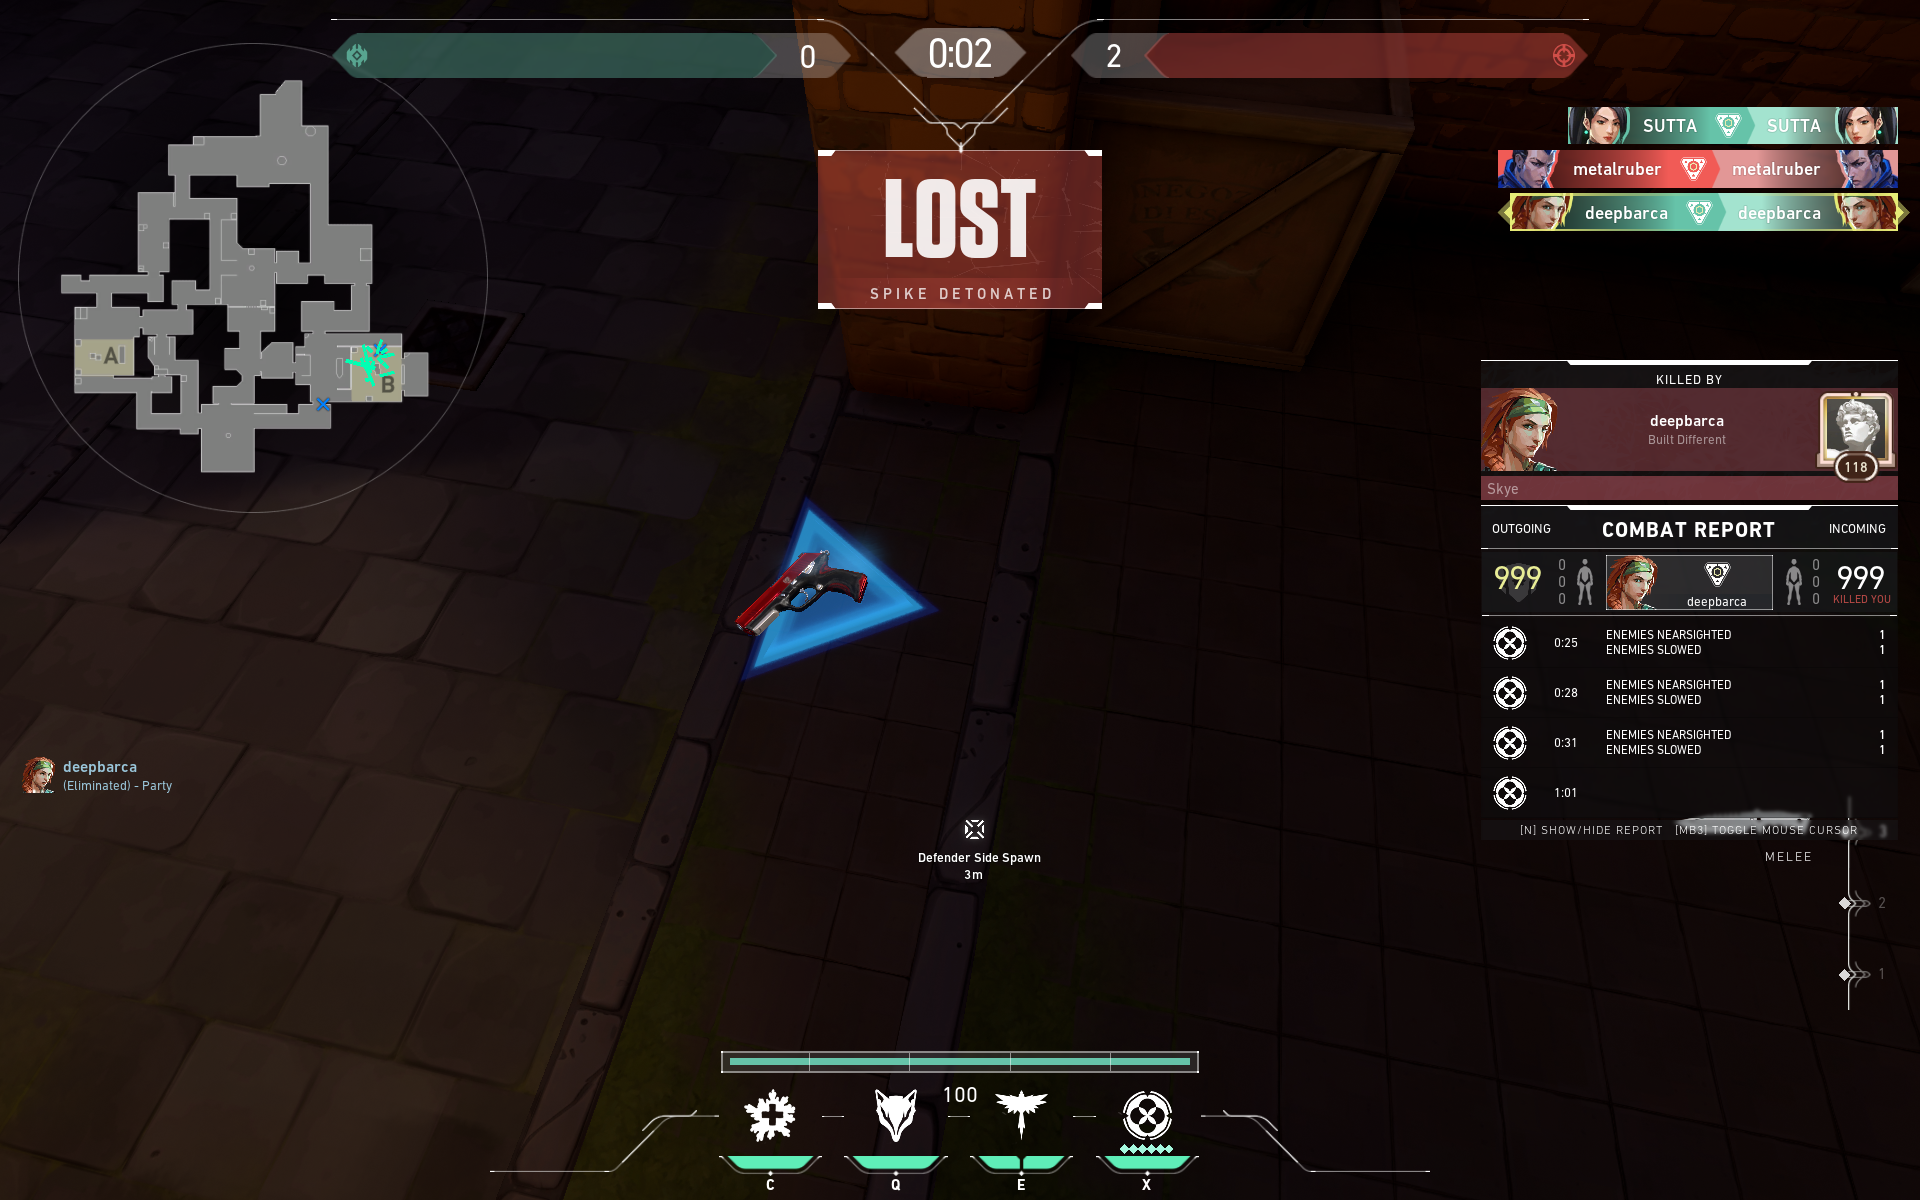 0
0:02
2
SUTTA SUTTA
metalruber metalruber
deepbarca deepbarca
LOST
SPIKE DETONATED
A
B
KILLED BY
deepbarca
Built Different
118
Skye
OUTGOING COMBAT REPORT INCOMING
999 0 0 0 deepbarca 0 0 0 999 KILLED YOU
0:25 ENEMIES NEARSIGHTED 1
ENEMIES SLOWED 1
0:28 ENEMIES NEARSIGHTED 1
ENEMIES SLOWED 1
0:31 ENEMIES NEARSIGHTED 1
ENEMIES SLOWED 1
1:01
[N] SHOW/HIDE REPORT [MB3] TOGGLE MOUSE CURSOR
3
MELEE
2
1
deepbarca
(Eliminated) - Party
Defender Side Spawn
3m
100
C Q E X